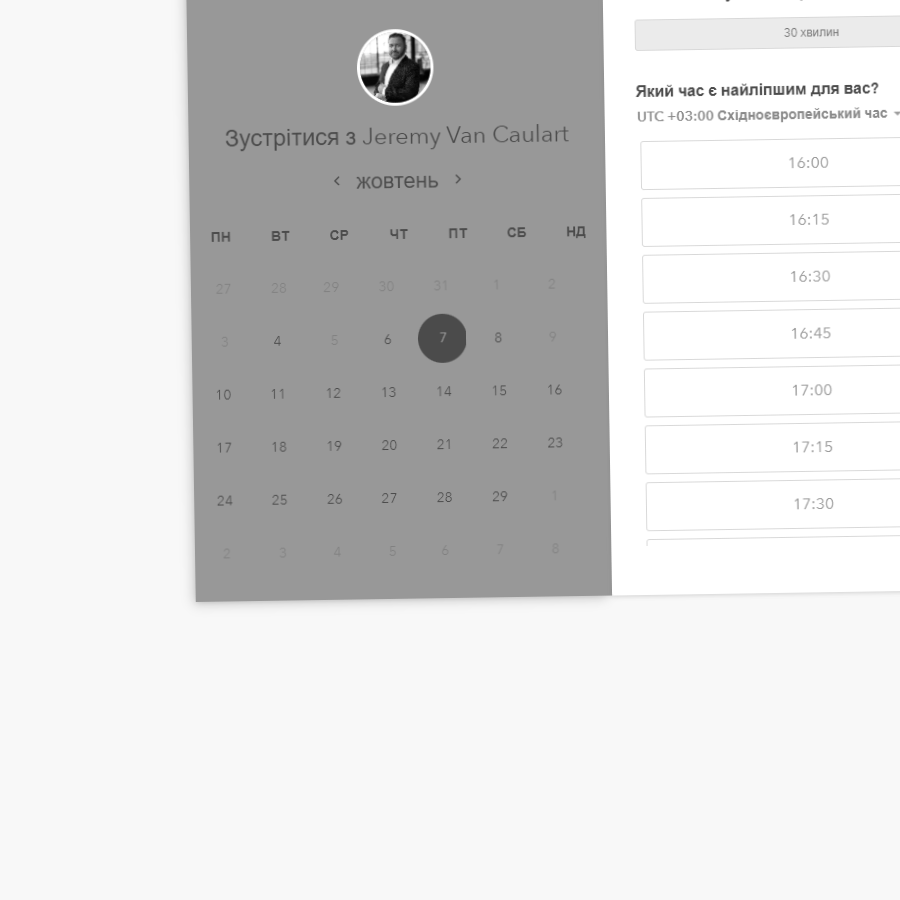 Зустрітися з Jeremy Van Caulart
жовтень
ПН ВТ СР ЧТ ПТ СБ НД
27 28 29 30 31 1 2
3 4 5 6 7 8 9
10 11 12 13 14 15 16
17 18 19 20 21 22 23
24 25 26 27 28 29 1
2 3 4 5 6 7 8
30 хвилин
Який час є найліпшим для вас?
UTC +03:00 Східноєвропейський час
16:00
16:15
16:30
16:45
17:00
17:15
17:30